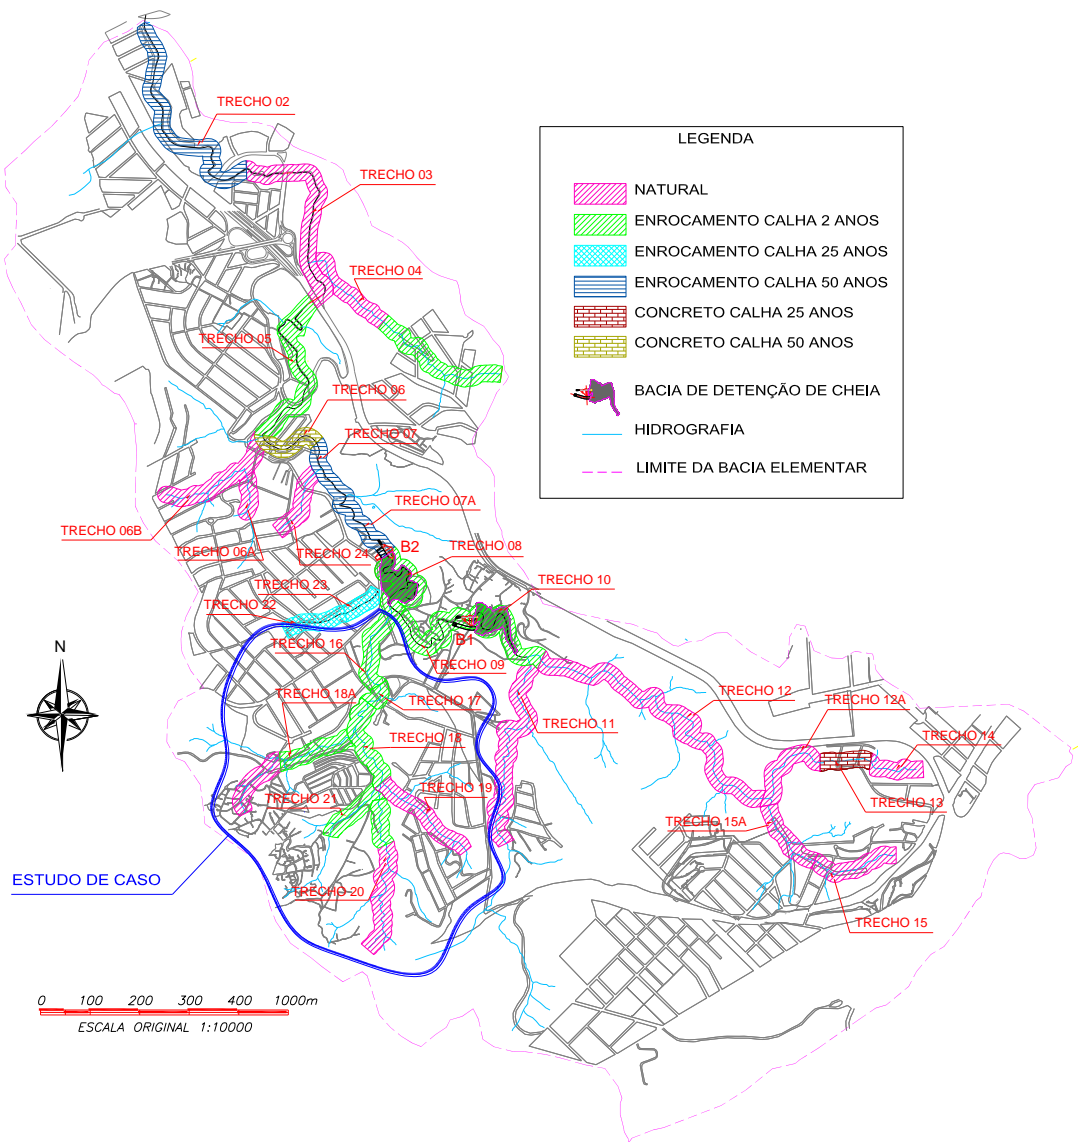 TRECHO 02
LEGENDA
TRECHO 03
NATURAL
ENROCAMENTO CALHA 2 ANOS
ENROCAMENTO CALHA 25 ANOS
TRECHO 04
ENROCAMENTO CALHA 50 ANOS
CONCRETO CALHA 25 ANOS
TRECHO 05
CONCRETO CALHA 50 ANOS
TRECHO 06
BACIA DE DETENÇÃO DE CHEIA
TRECHO 07
HIDROGRAFIA
LIMITE DA BACIA ELEMENTAR
TRECHO 07A
TRECHO 06B
TRECHO 06A
TRECHO 24
B2
TRECHO 08
TRECHO 23
TRECHO 10
TRECHO 22
B1
TRECHO 16
TRECHO 09
N
TRECHO 18A
TRECHO 17
TRECHO 12
TRECHO 12A
TRECHO 11
TRECHO 18
TRECHO 14
TRECHO 19
TRECHO 21
TRECHO 13
TRECHO 15A
ESTUDO DE CASO
TRECHO 20
TRECHO 15
0 100 200 300 400 1000m
ESCALA ORIGINAL 1:10000